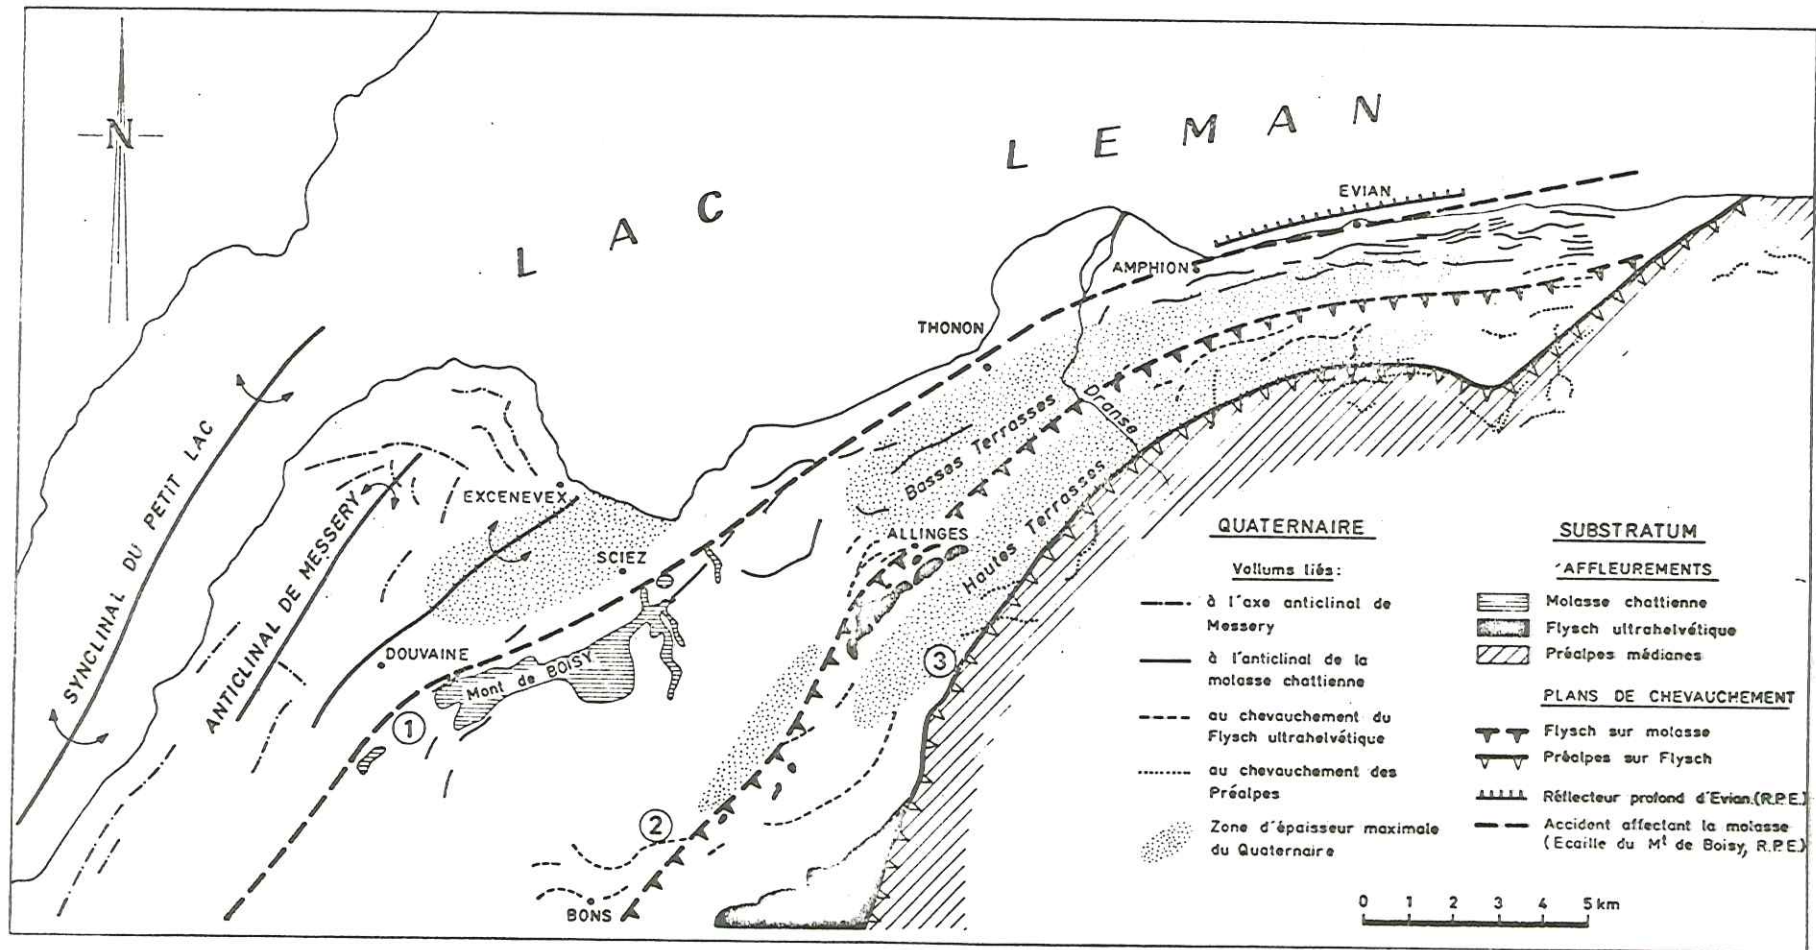 N
LAC LEMAN
EVIAN
AMPHION
THONON
SYNCLINAL DU PETIT LAC
ANTICLINAL DE MESSERY
EXCENEVEX
SCIEZ
DOUVAINE
Mont de BOISY
Basses Terrasses
Dranse
Hautes Terrasses
ALLINGES
1
2
3
BONS
QUATERNAIRE
Vallums liés:
à l'axe anticlinal de
Messery
à l'anticlinal de la
molasse chattienne
au chevauchement du
Flysch ultrahelvétique
au chevauchement des
Préalpes
Zone d'épaisseur maximale
du Quaternaire
SUBSTRATUM
AFFLEUREMENTS
Molasse chattienne
Flysch ultrahelvétique
Préalpes médianes
PLANS DE CHEVAUCHEMENT
Flysch sur molasse
Préalpes sur Flysch
Réflecteur profond d'Evian.(R.P.E.)
Accident affectant la molasse
(Ecaille du Mt de Boisy, R.P.E.)
0 1 2 3 4 5 km